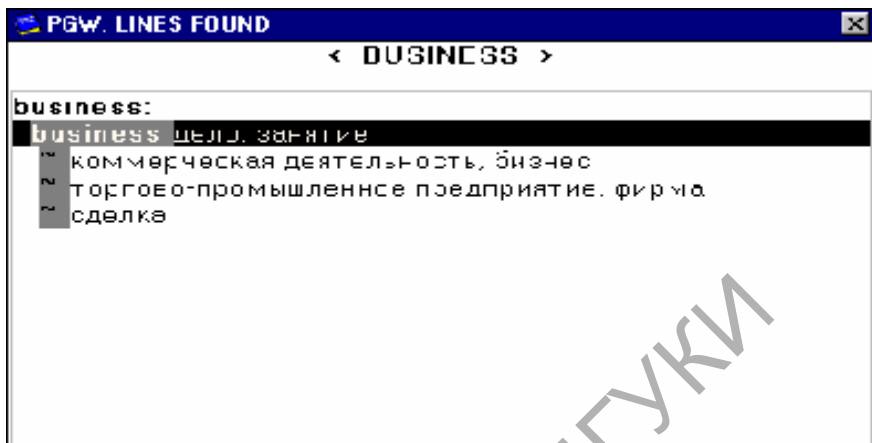 PGW. LINES FOUND
< BUSINESS >
business:
business дело, занятие
~ коммерческая деятельность, бизнес
~ торгово-промышленное предприятие, фирма
~ сделка